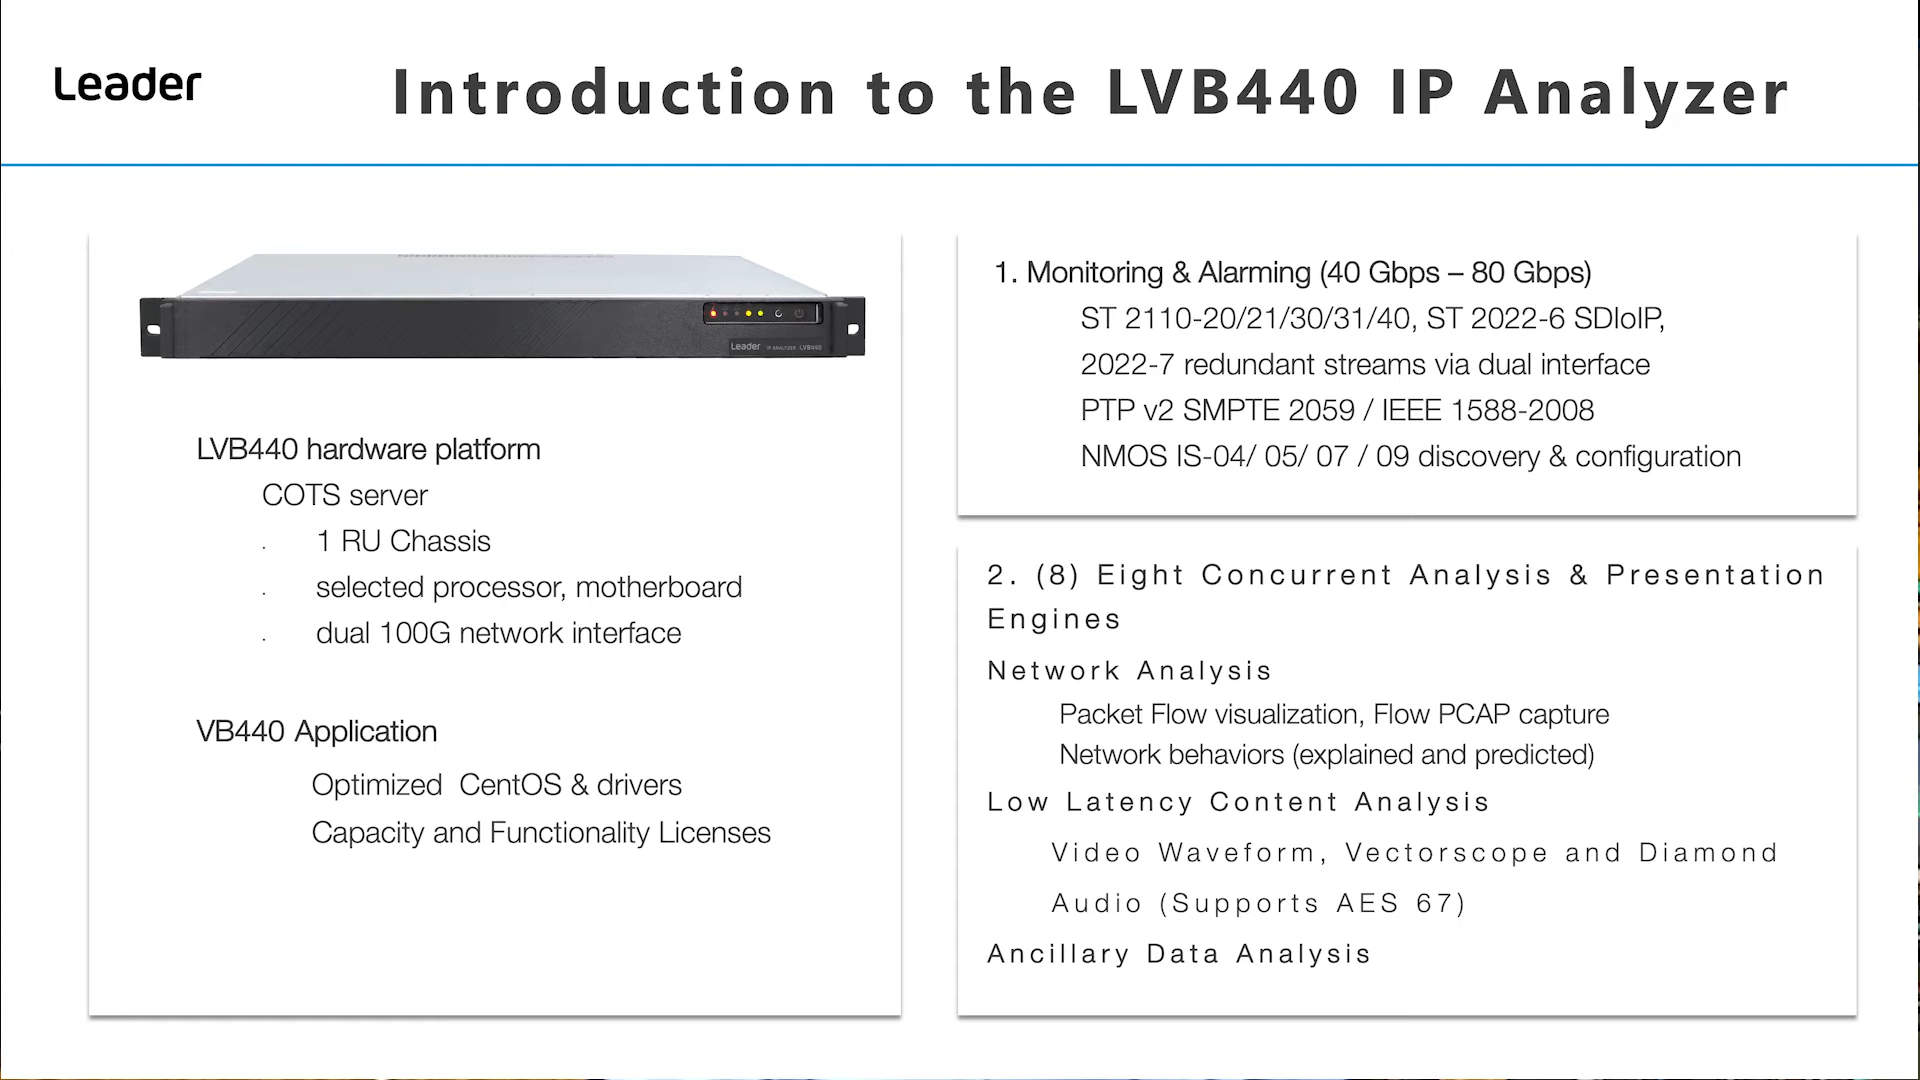 Leader
Introduction to the LVB440 IP Analyzer
Leader IP ANALYZER LVB440
LVB440 hardware platform
COTS server
. 1 RU Chassis
. selected processor, motherboard
. dual 100G network interface
VB440 Application
Optimized CentOS & drivers
Capacity and Functionality Licenses
1. Monitoring & Alarming (40 Gbps – 80 Gbps)
ST 2110-20/21/30/31/40, ST 2022-6 SDIoIP,
2022-7 redundant streams via dual interface
PTP v2 SMPTE 2059 / IEEE 1588-2008
NMOS IS-04/ 05/ 07 / 09 discovery & configuration
2. (8) Eight Concurrent Analysis & Presentation
Engines
Network Analysis
Packet Flow visualization, Flow PCAP capture
Network behaviors (explained and predicted)
Low Latency Content Analysis
Video Waveform, Vectorscope and Diamond
Audio (Supports AES 67)
Ancillary Data Analysis